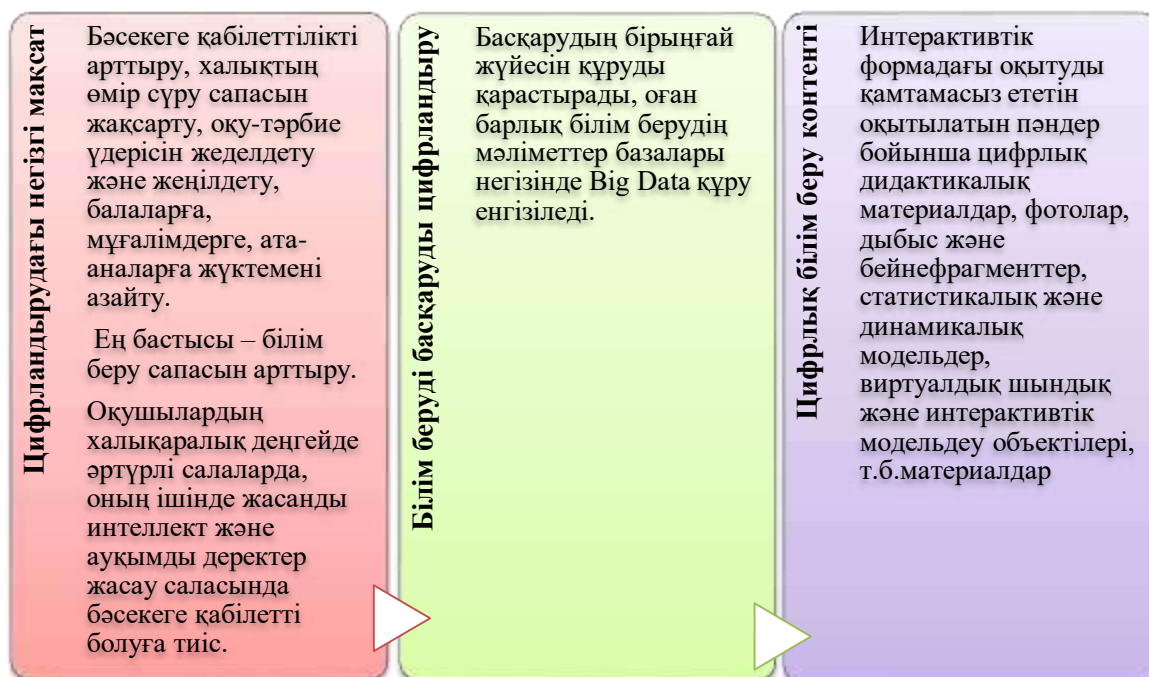 Цифрландырудағы негізгі мақсат
Бәсекеге қабілеттілікті
арттыру, халықтың
өмір сүру сапасын
жақсарту, оқу-тәрбие
үдерісін жеделдету
және жеңілдету,
балаларға,
мұғалімдерге, ата-
аналарға жүктемені
азайту.
Ең бастысы – білім
беру сапасын арттыру.
Оқушылардың
халықаралық деңгейде
әртүрлі салаларда,
оның ішінде жасанды
интеллект және
ауқымды деректер
жасау саласында
бәсекеге қабілетті
болуға тиіс.
Білім беруді басқаруды цифрландыру
Басқарудың бірыңғай
жүйесін құруды
қарастырады, оған
барлық білім берудің
мәліметтер базалары
негізінде Big Data құру
енгізіледі.
Цифрлық білім беру контенті
Интерактивтік
формадағы оқытуды
қамтамасыз ететін
оқытылатын пәндер
бойынша цифрлық
дидактикалық
материалдар, фотолар,
дыбыс және
бейнефрагменттер,
статистикалық және
динамикалық
модельдер,
виртуалдық шындық
және интерактивтік
модельдеу объектілері,
т.б.материалдар